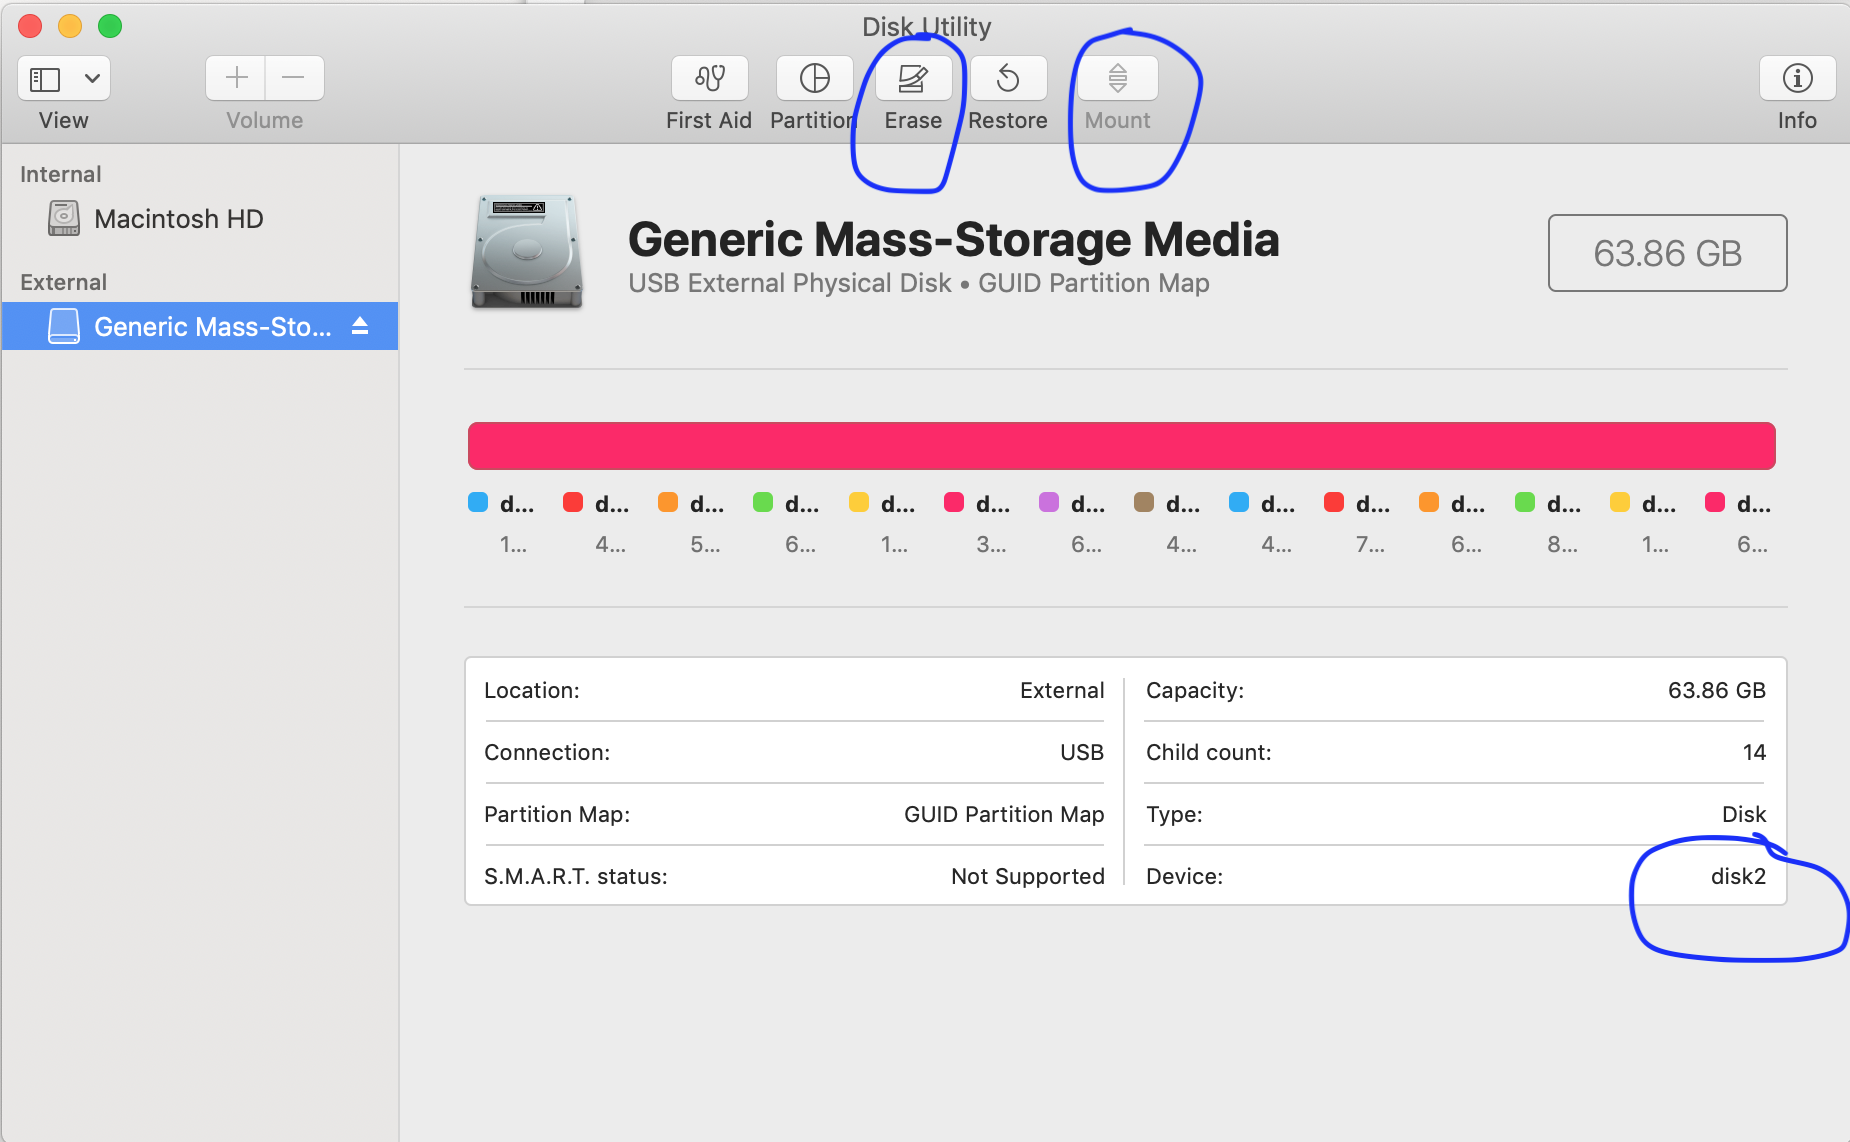 Disk Utility
View
Volume
First Aid
Partition
Erase
Restore
Mount
Info
Internal
Macintosh HD
External
Generic Mass-Sto...
Generic Mass-Storage Media
USB External Physical Disk • GUID Partition Map
63.86 GB
d... d... d... d... d... d... d... d... d... d... d... d... d... d...
1... 4... 5... 6... 1... 3... 6... 4... 4... 7... 6... 8... 1... 6...
Location: External
Capacity: 63.86 GB
Connection: USB
Child count: 14
Partition Map: GUID Partition Map
Type: Disk
S.M.A.R.T. status: Not Supported
Device: disk2